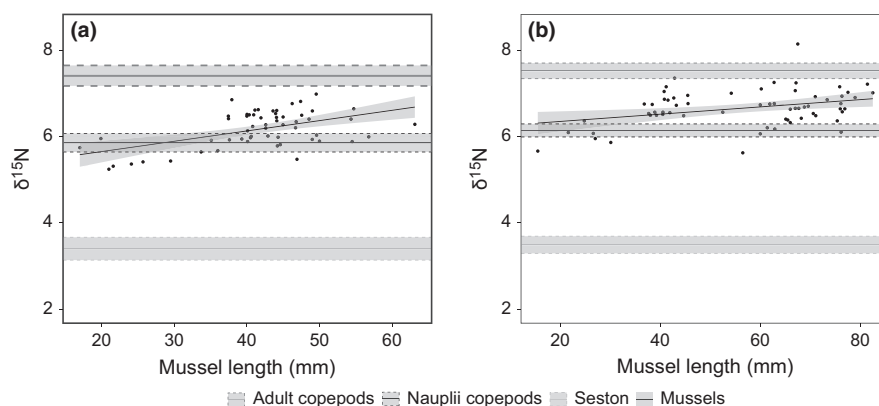 (a)
(b)
8
6
4
2
δ15N
20
30
40
50
60
Mussel length (mm)
8
6
4
2
δ15N
20
40
60
80
Mussel length (mm)
Adult copepods Nauplii copepods Seston Mussels